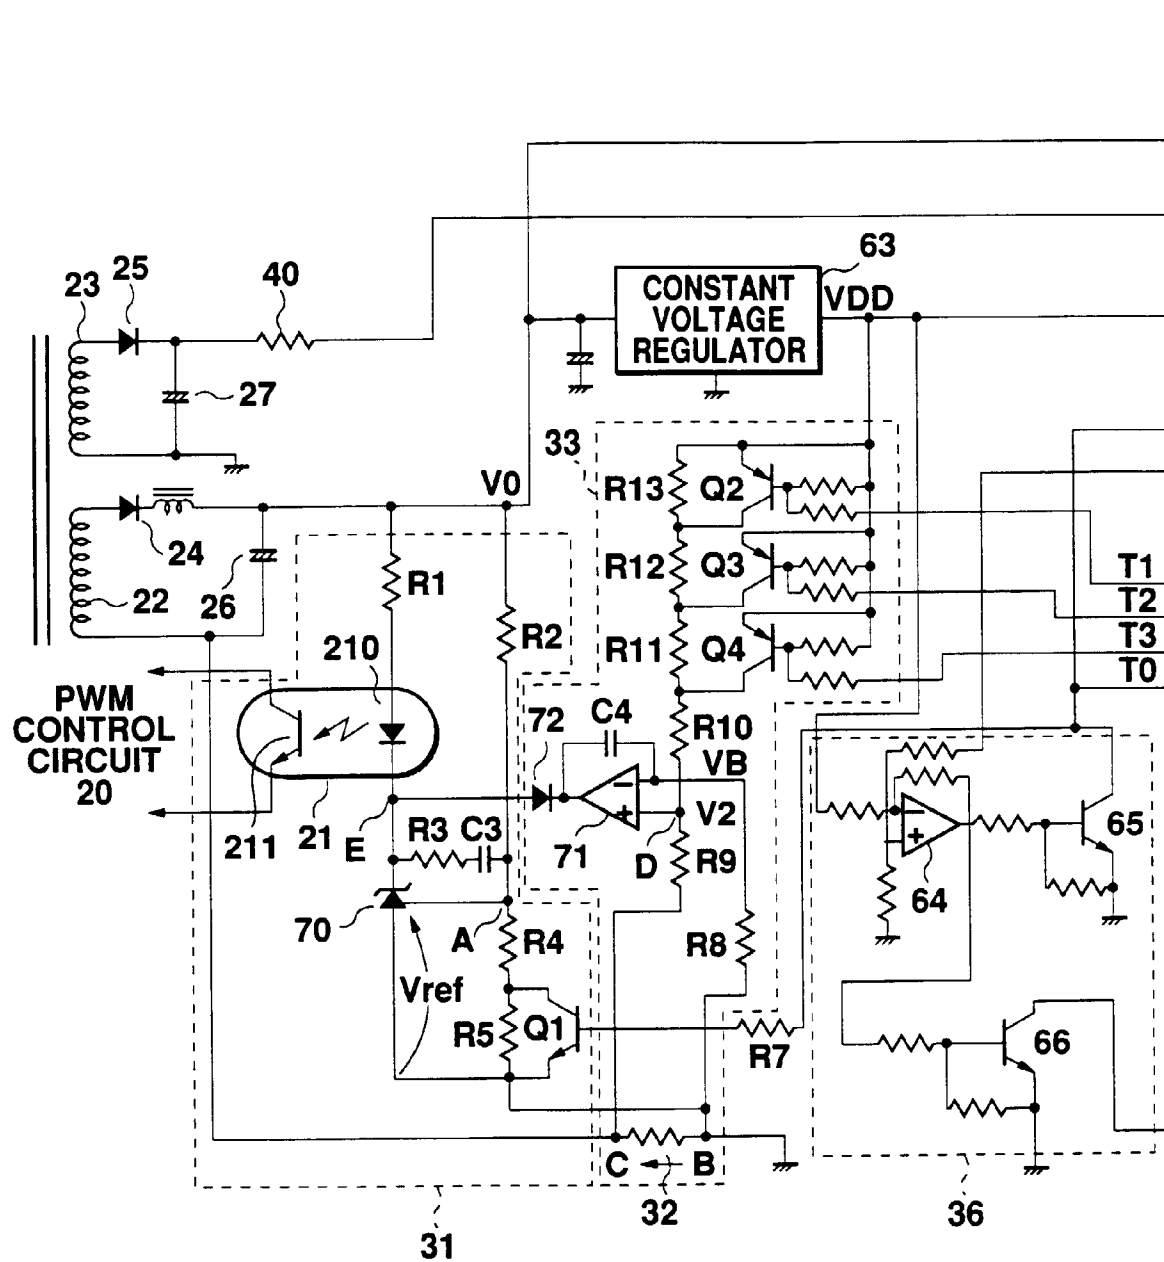 63
25
40
23
CONSTANT
VOLTAGE
REGULATOR
VDD
27
33
V0
R13
Q2
24
R12
Q3
T1
22
26
R1
T2
R2
R11
Q4
T3
210
T0
PWM
CONTROL
CIRCUIT
20
72
C4
R10
VB
V2
211
21
E
R3
C3
71
D
R9
65
64
70
A
R4
R8
Vref
R5
Q1
R7
66
C
B
32
36
31
−
+
−
+